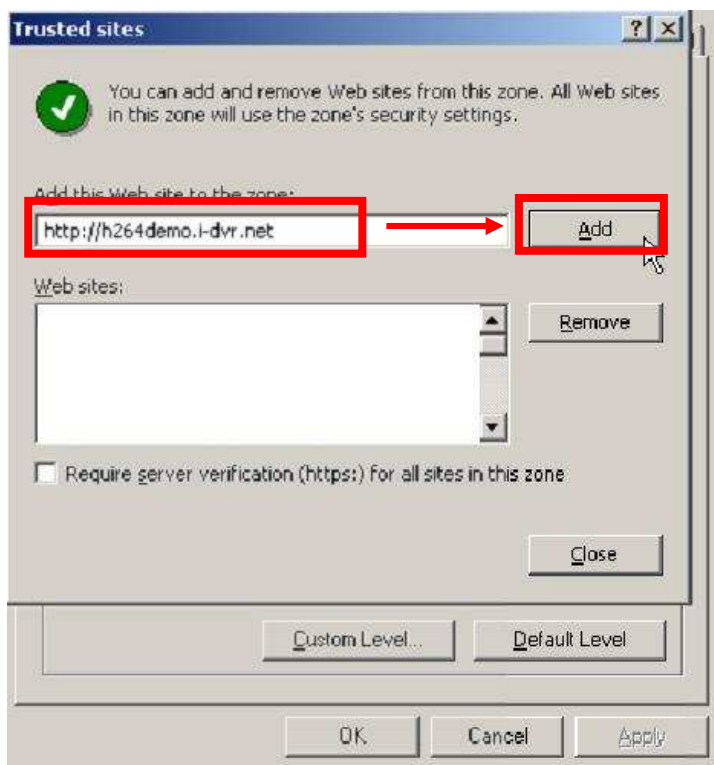 Trusted sites
You can add and remove Web sites from this zone. All Web sites
in this zone will use the zone's security settings.
Add this Web site to the zone:
http://h264demo.i-dvr.net
Add
Web sites:
Remove
Require server verification (https:) for all sites in this zone
Close
Custom Level...
Default Level
OK
Cancel
Apply